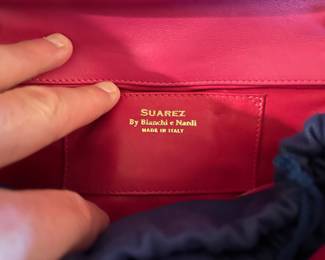 SUAREZ
By Bianchi e Nardi
MADE IN ITALY